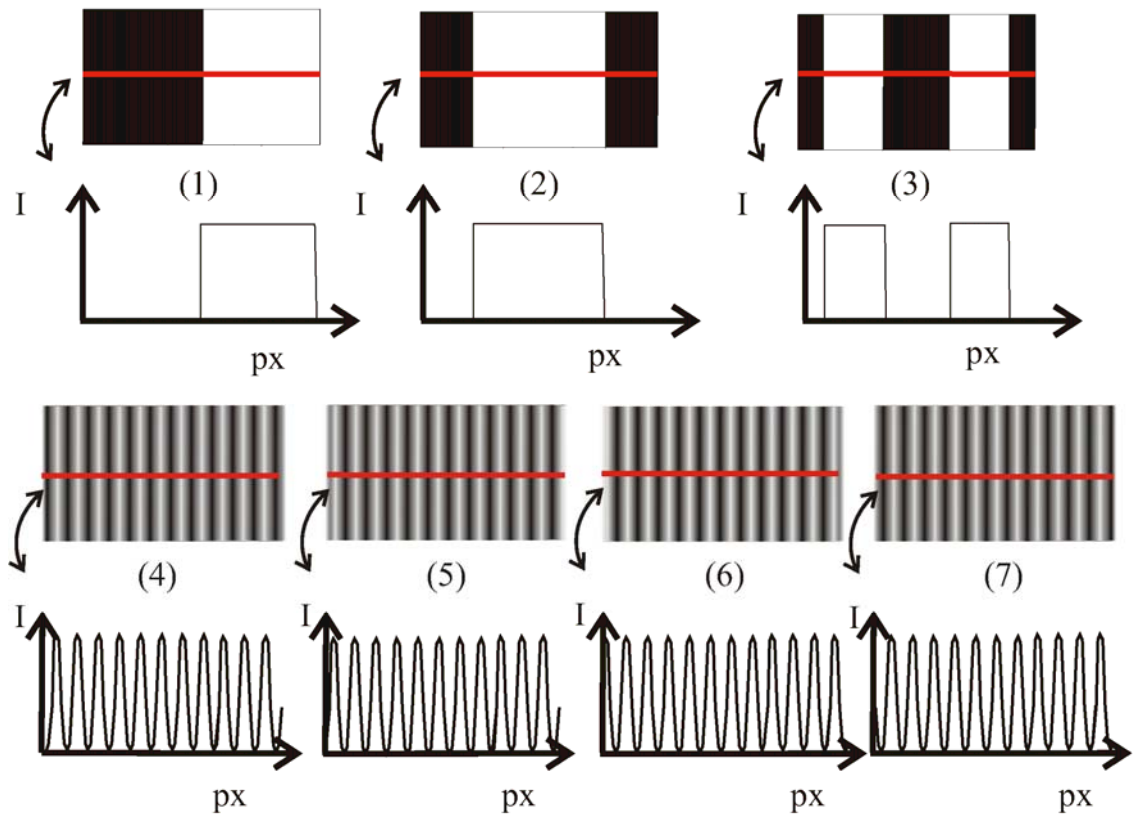 (1) (2) (3)
I I I
px px px
(4) (5) (6) (7)
I I I I
px px px px